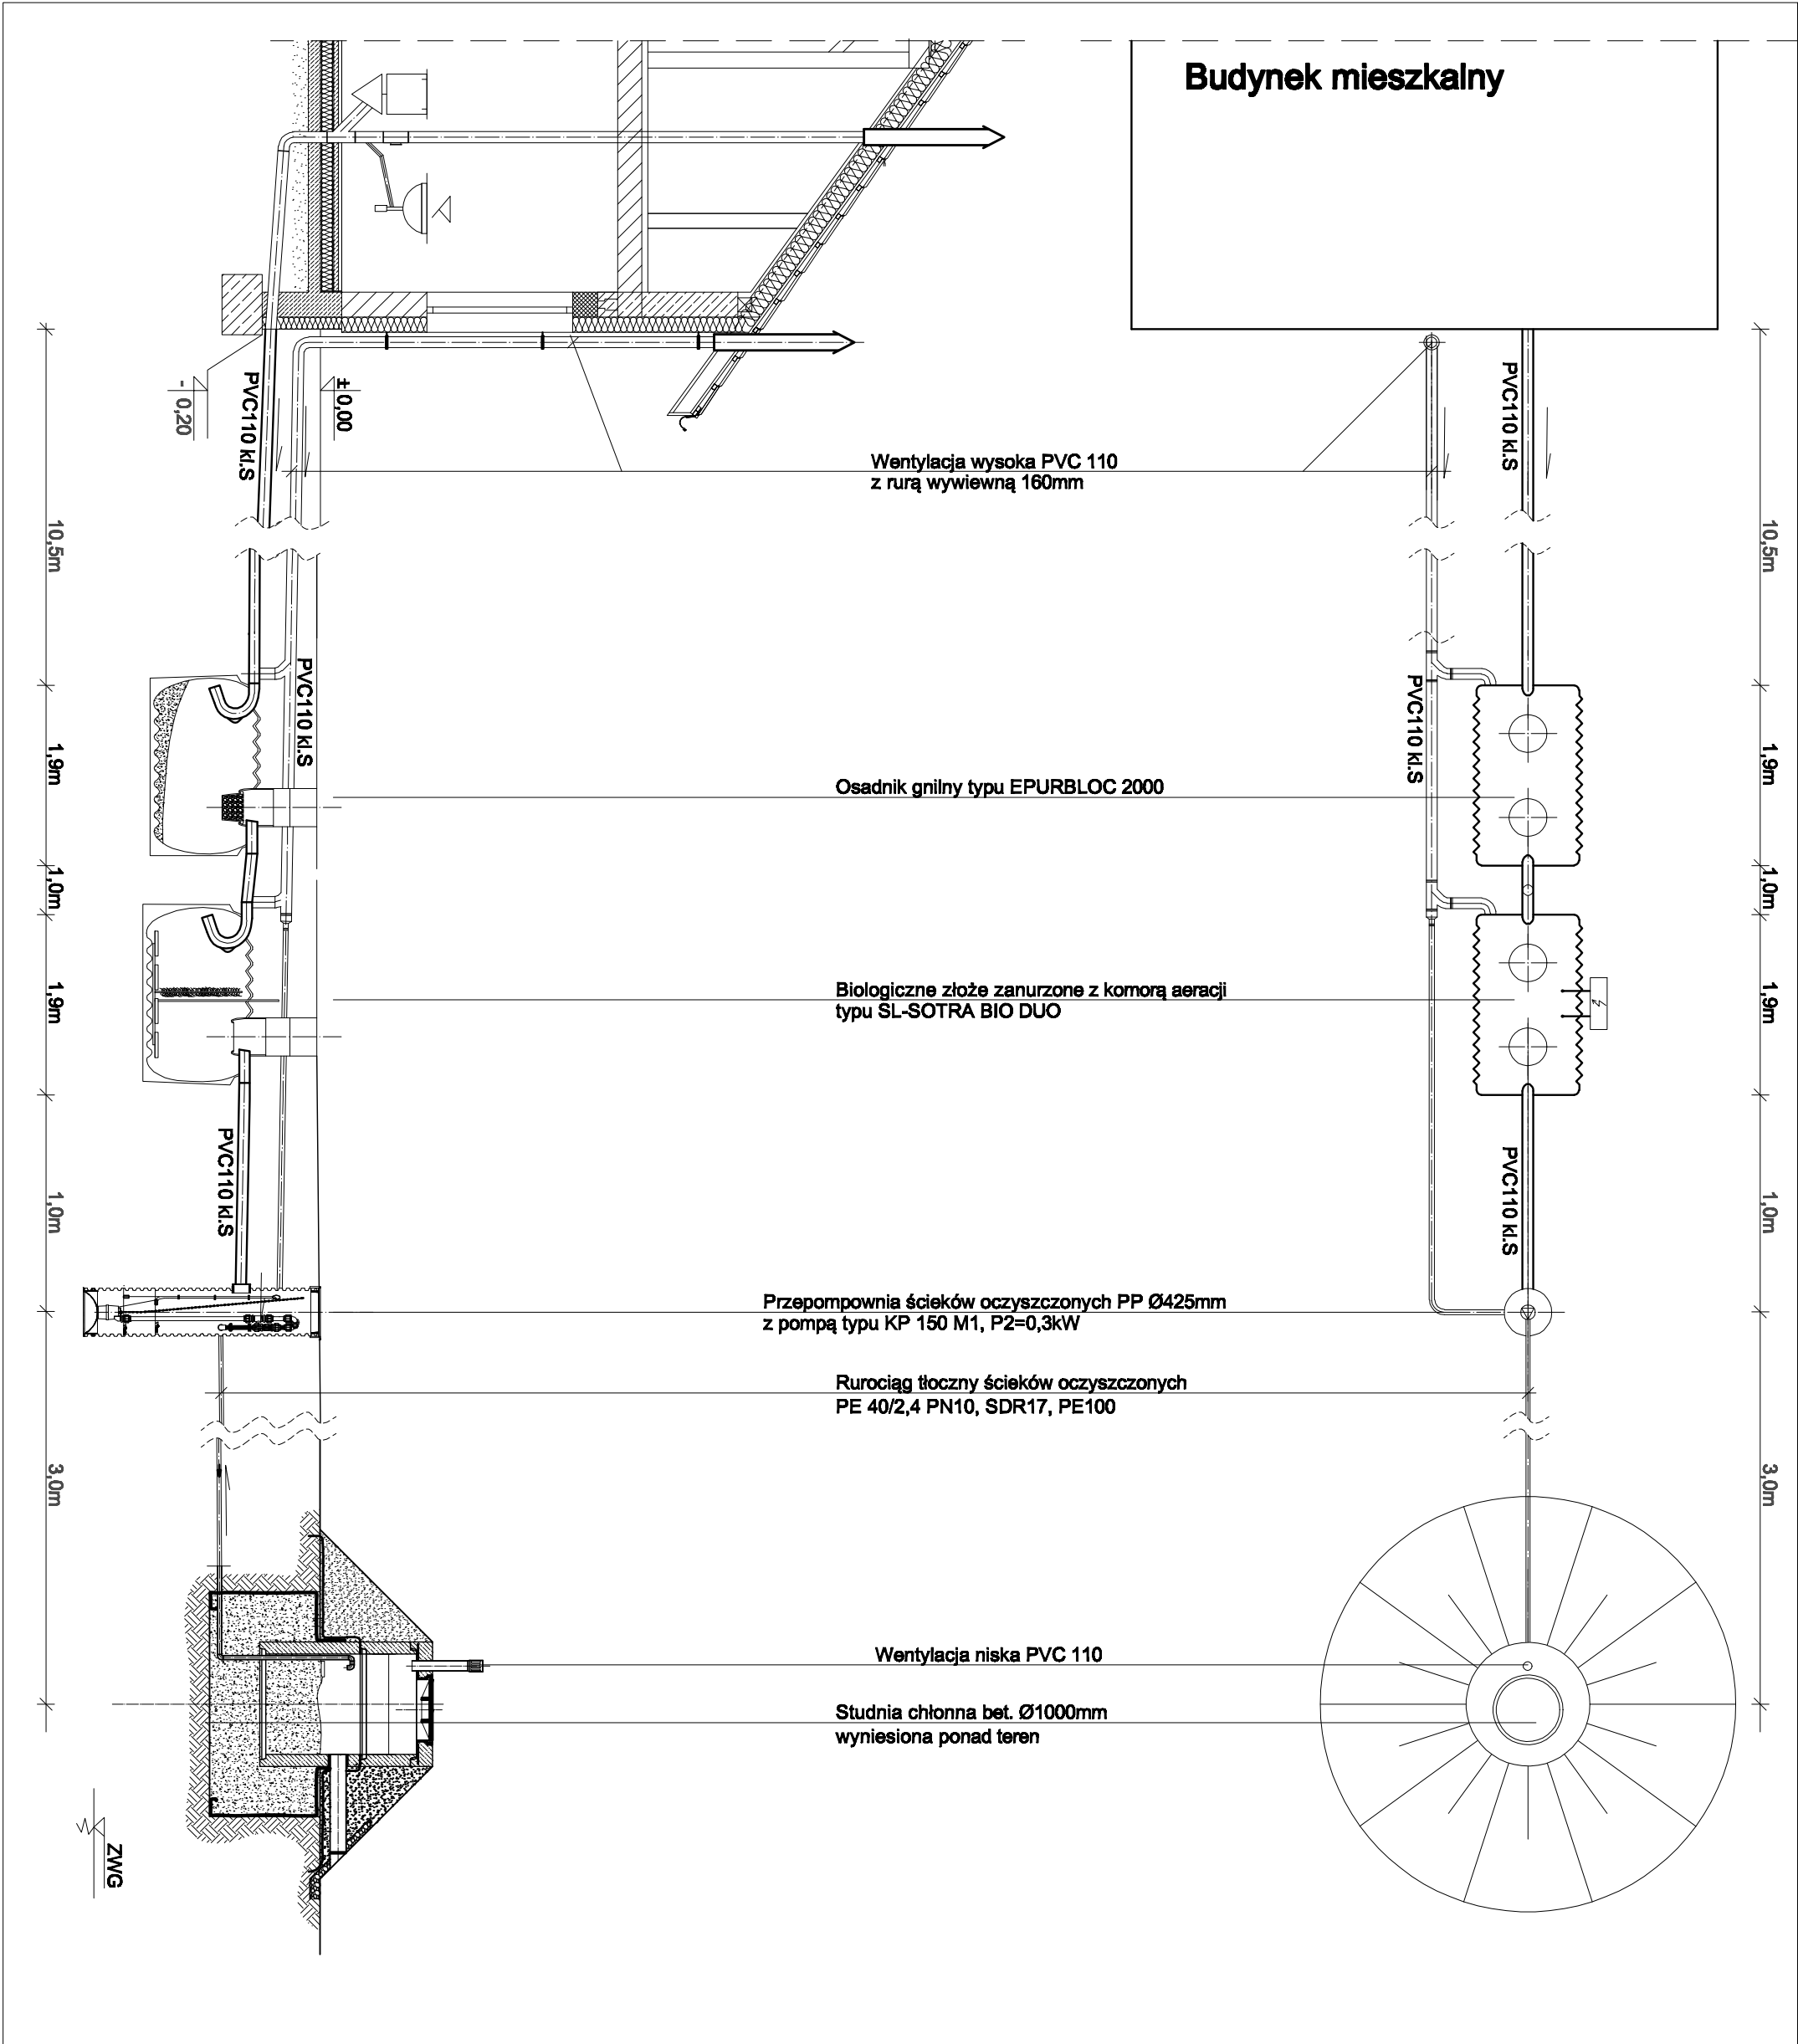 Budynek mieszkalny
± 0,00
- 0,20
PVC110 kl.S
PVC110 kl.S
Wentylacja wysoka PVC 110
z rurą wywiewną 160mm
10,5m
10,5m
PVC110 kl.S
PVC110 kl.S
1,9m
Osadnik gnilny typu EPURBLOC 2000
1,9m
1,0m
1,0m
1,9m
Biologiczne złoże zanurzone z komorą aeracji
typu SL-SOTRA BIO DUO
1,9m
PVC110 kl.S
PVC110 kl.S
1,0m
1,0m
Przepompownia ścieków oczyszczonych PP Ø425mm
z pompą typu KP 150 M1, P2=0,3kW
Rurociąg tłoczny ścieków oczyszczonych
PE 40/2,4 PN10, SDR17, PE100
3,0m
3,0m
Wentylacja niska PVC 110
Studnia chłonna bet. Ø1000mm
wyniesiona ponad teren
ZWG